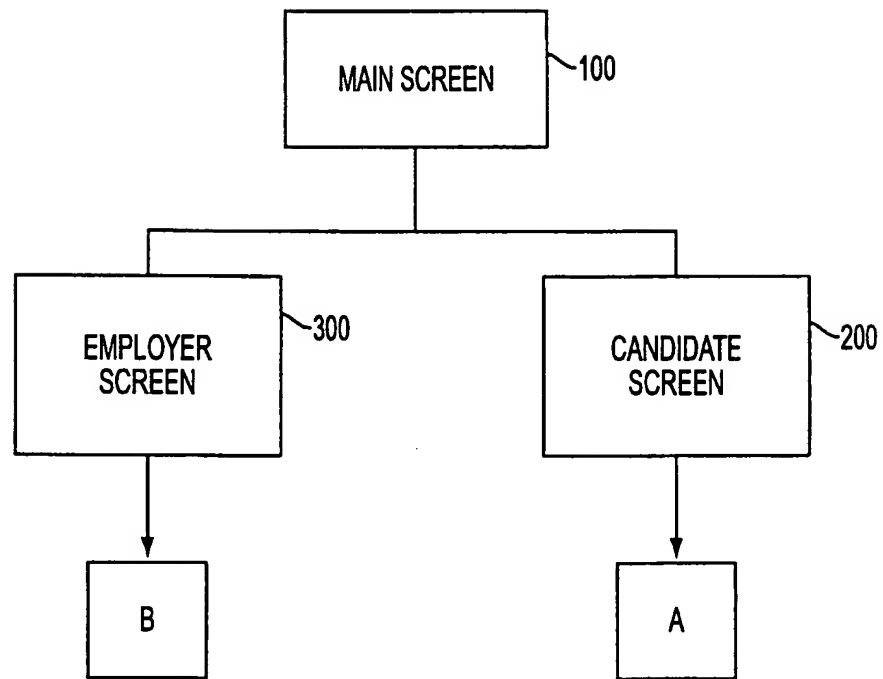 MAIN SCREEN
100
EMPLOYER
SCREEN
300
CANDIDATE
SCREEN
200
B
A